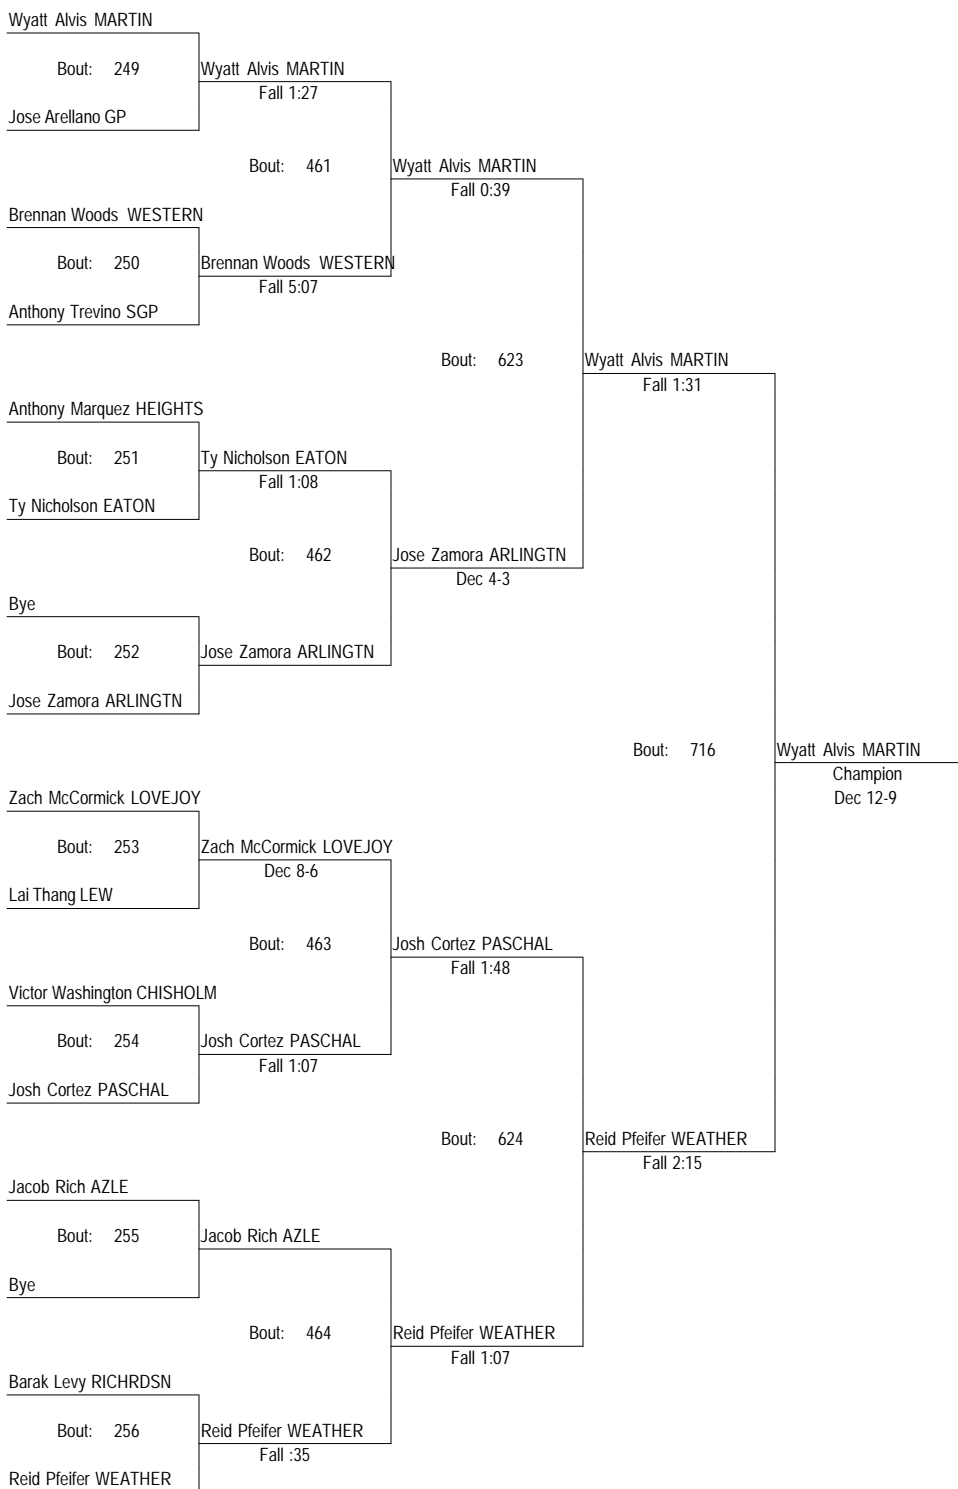 Wyatt Alvis MARTIN
Bout: 249 Wyatt Alvis MARTIN
Fall 1:27
Jose Arellano GP
Bout: 461 Wyatt Alvis MARTIN
Fall 0:39
Brennan Woods WESTERN
Bout: 250 Brennan Woods WESTERN
Fall 5:07
Anthony Trevino SGP
Bout: 623 Wyatt Alvis MARTIN
Fall 1:31
Anthony Marquez HEIGHTS
Bout: 251 Ty Nicholson EATON
Fall 1:08
Ty Nicholson EATON
Bout: 462 Jose Zamora ARLINGTN
Dec 4-3
Bye
Bout: 252 Jose Zamora ARLINGTN
Jose Zamora ARLINGTN
Bout: 716 Wyatt Alvis MARTIN
Champion
Dec 12-9
Zach McCormick LOVEJOY
Bout: 253 Zach McCormick LOVEJOY
Dec 8-6
Lai Thang LEW
Bout: 463 Josh Cortez PASCHAL
Fall 1:48
Victor Washington CHISHOLM
Bout: 254 Josh Cortez PASCHAL
Fall 1:07
Josh Cortez PASCHAL
Bout: 624 Reid Pfeifer WEATHER
Fall 2:15
Jacob Rich AZLE
Bout: 255 Jacob Rich AZLE
Bye
Bout: 464 Reid Pfeifer WEATHER
Fall 1:07
Barak Levy RICHRDSN
Bout: 256 Reid Pfeifer WEATHER
Fall :35
Reid Pfeifer WEATHER